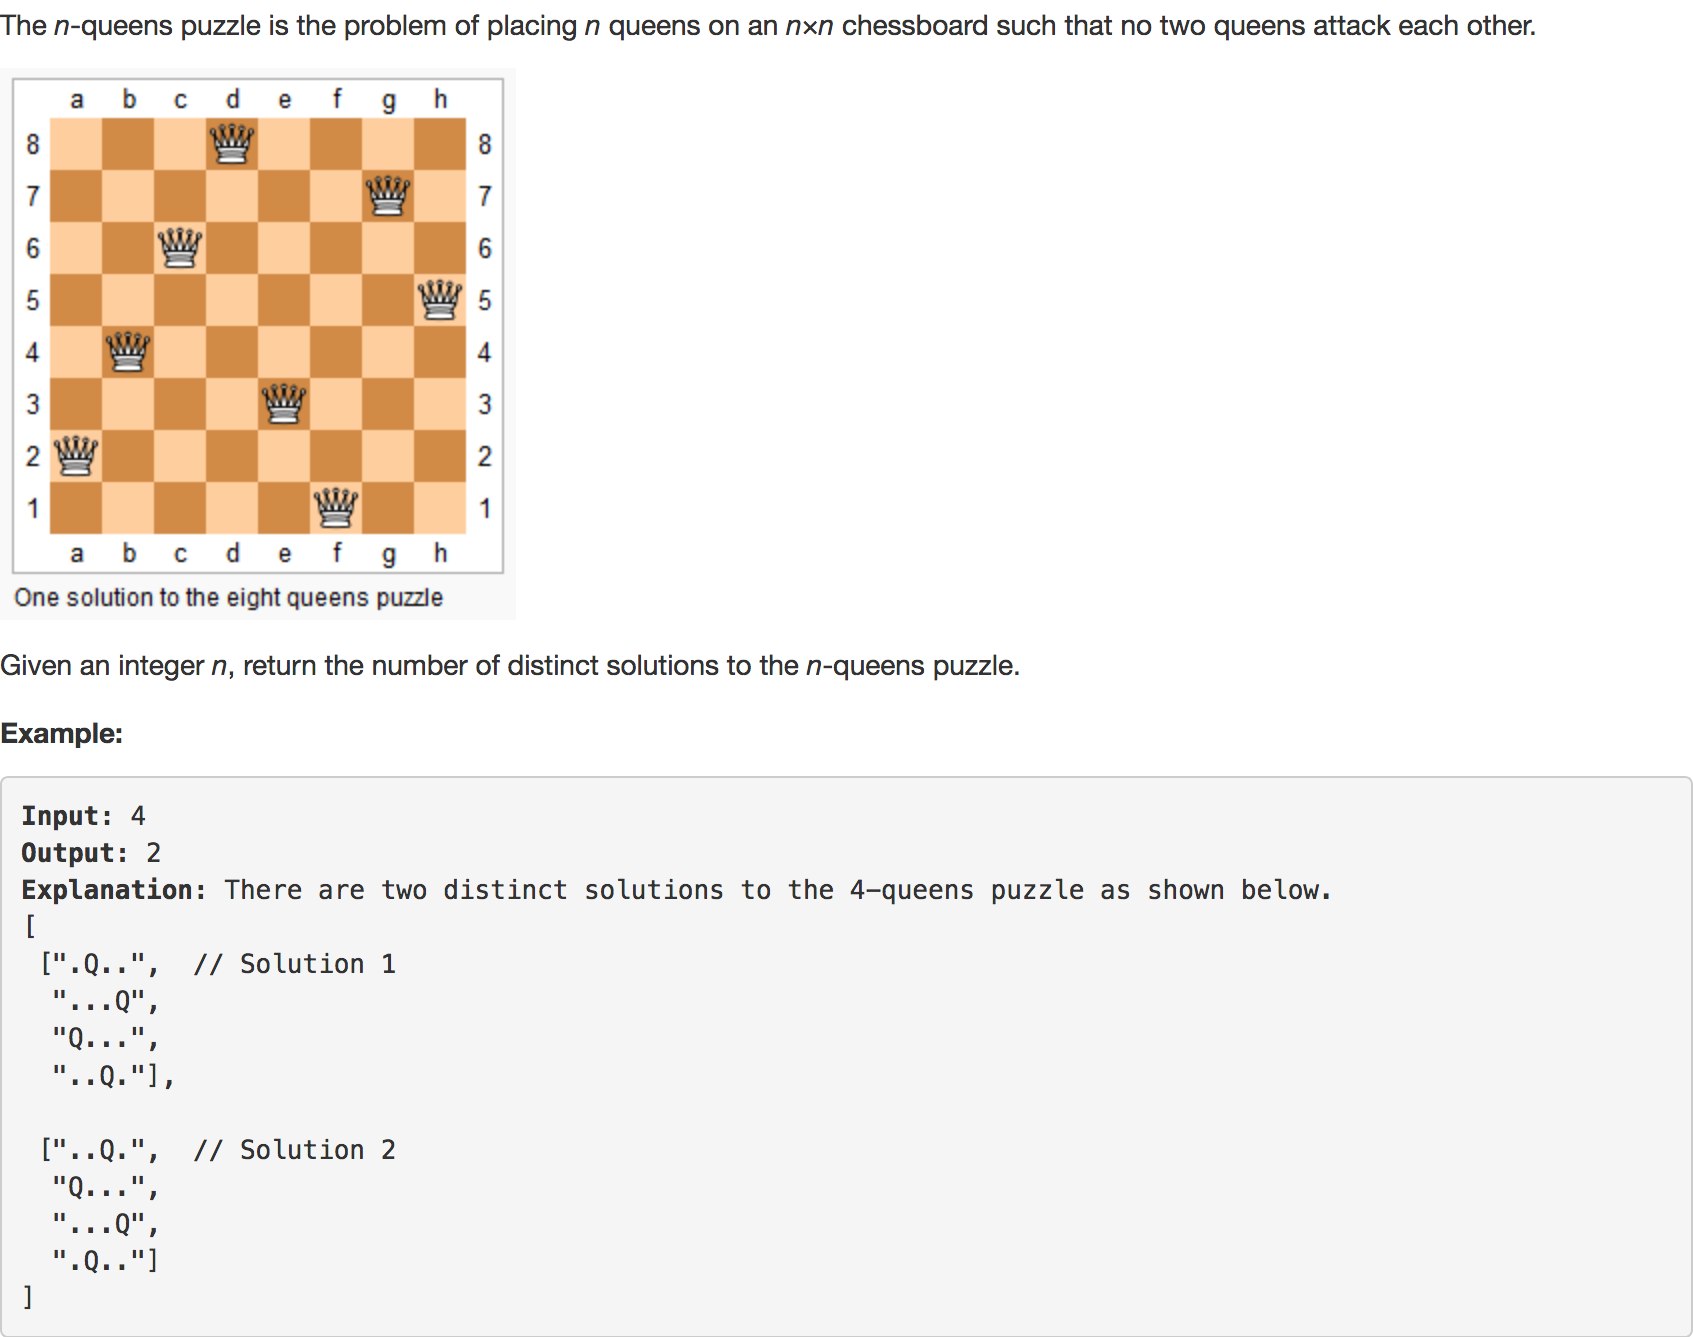 The n-queens puzzle is the problem of placing n queens on an n×n chessboard such that no two queens attack each other.
a b c d e f g h
8 8
7 7
6 6
5 5
4 4
3 3
2 2
1 1
a b c d e f g h
One solution to the eight queens puzzle
Given an integer n, return the number of distinct solutions to the n-queens puzzle.
Example:
Input: 4
Output: 2
Explanation: There are two distinct solutions to the 4-queens puzzle as shown below.
[
 [".Q..",  // Solution 1
  "...Q",
  "Q...",
  "..Q."],
 ["..Q.",  // Solution 2
  "Q...",
  "...Q",
  ".Q.."]
]